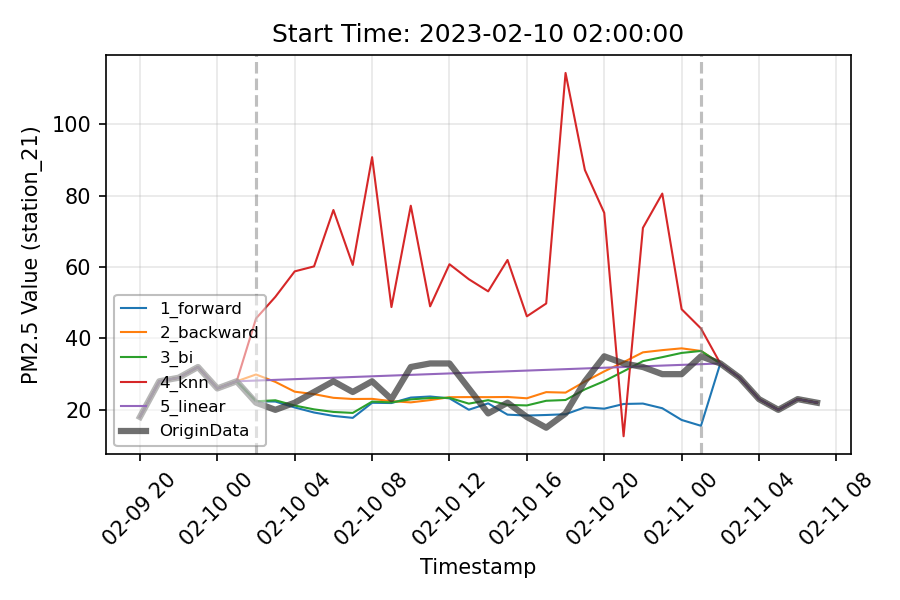 Start Time: 2023-02-10 02:00:00
PM2.5 Value (station_21)
100
80
60
40
20
1_forward
2_backward
3_bi
4_knn
5_linear
OriginData
02-09 20
02-10 00
02-10 04
02-10 08
02-10 12
02-10 16
02-10 20
02-11 00
02-11 04
02-11 08
Timestamp